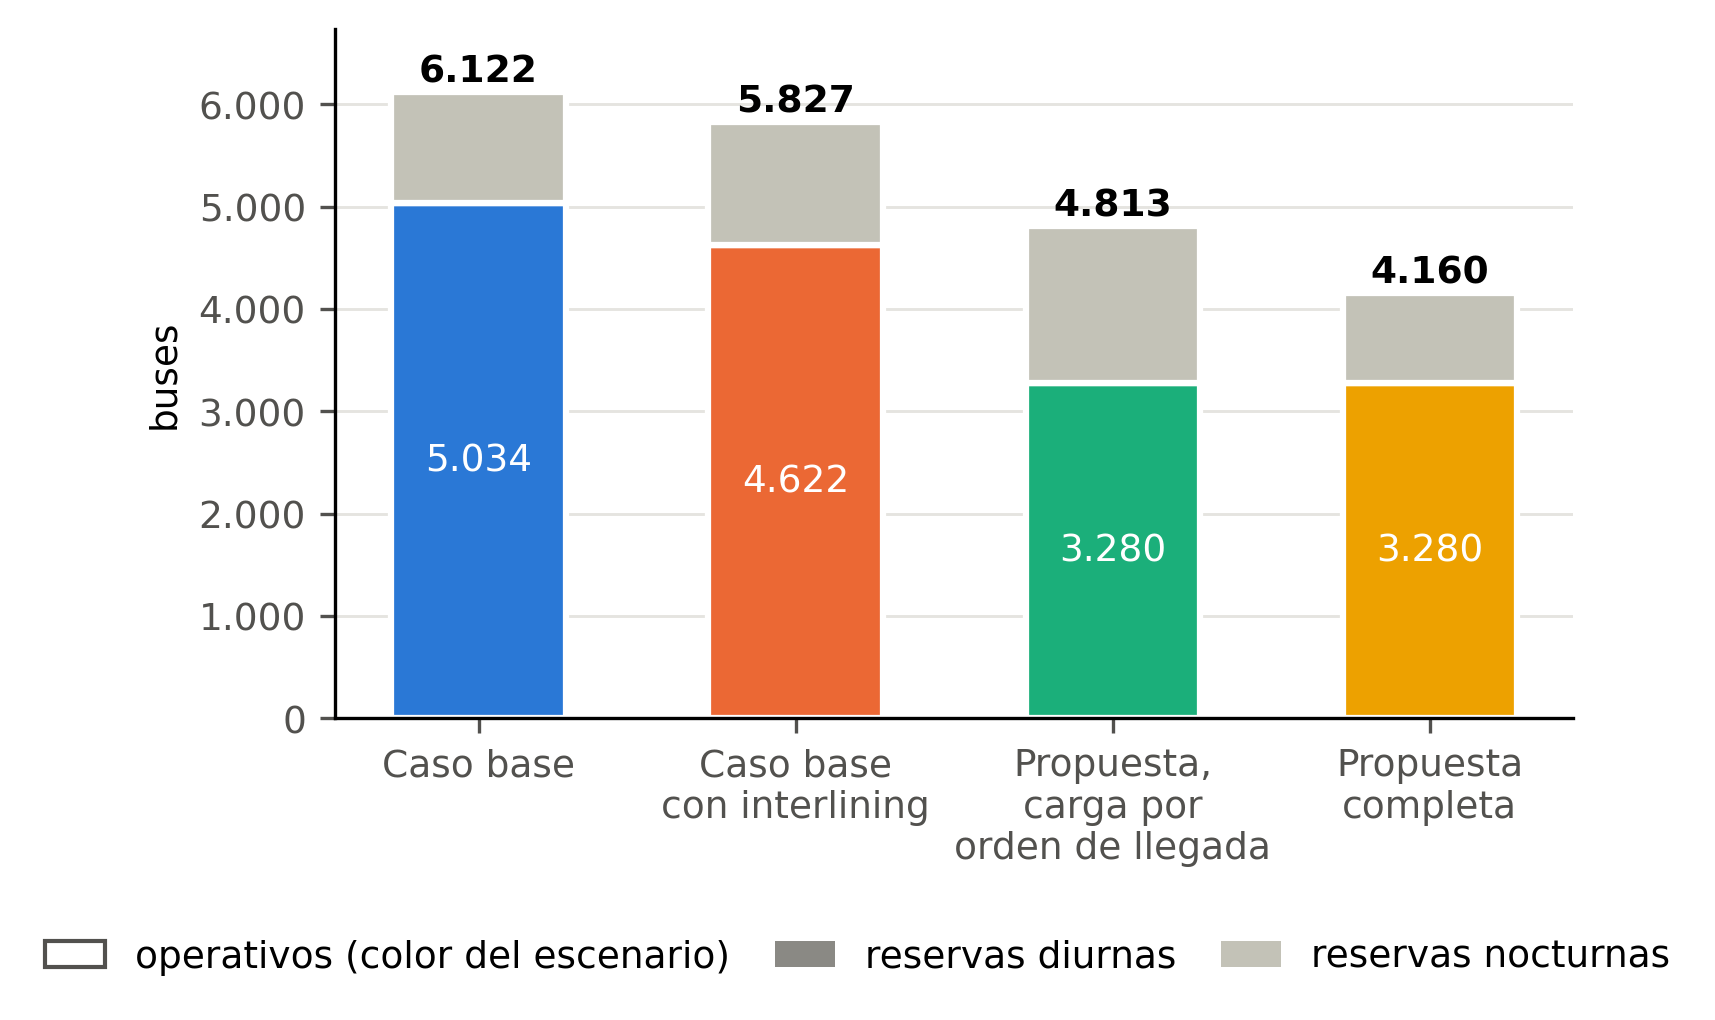 6.122
5.827
4.813
4.160
6.000
5.000
4.000
3.000
2.000
1.000
0
buses
5.034
4.622
3.280
3.280
Caso base
Caso base
con interlining
Propuesta,
carga por
orden de llegada
Propuesta
completa
operativos (color del escenario)
reservas diurnas
reservas nocturnas